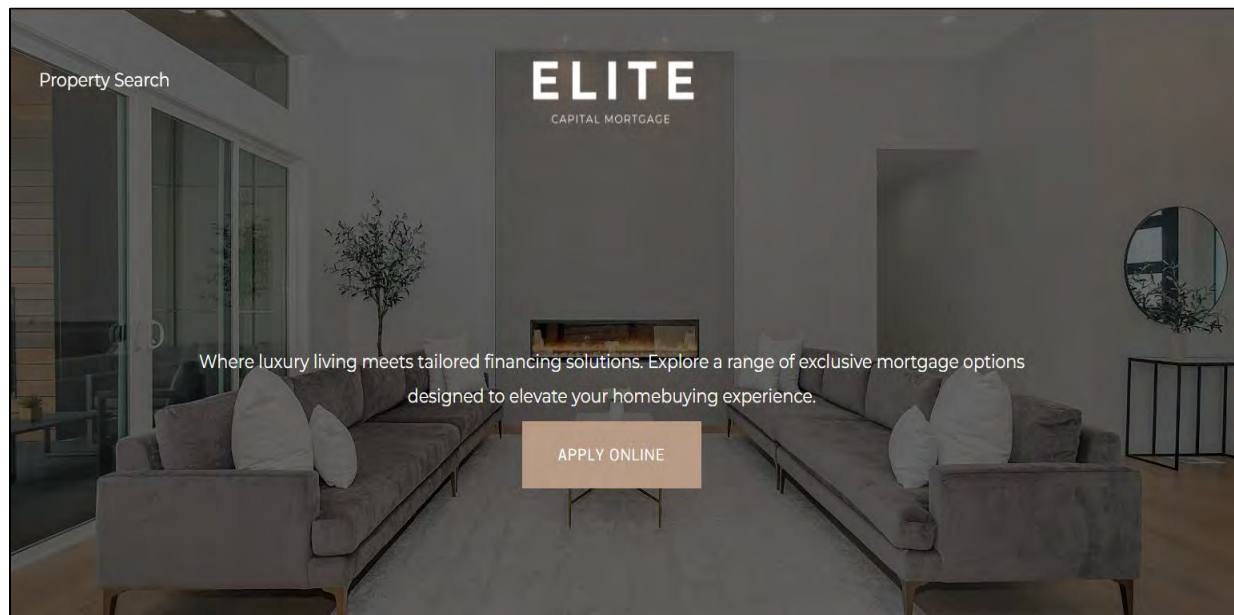 Property Search
ELITE
CAPITAL MORTGAGE
Where luxury living meets tailored financing solutions. Explore a range of exclusive mortgage options
designed to elevate your homebuying experience.
APPLY ONLINE